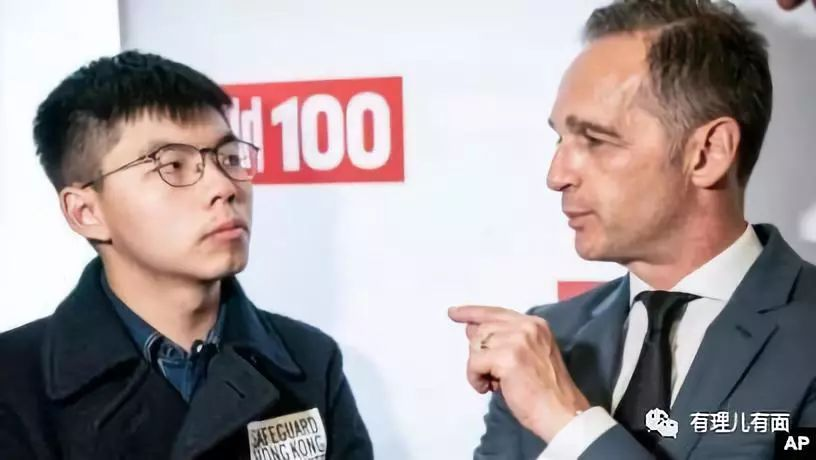 ld 100
SAFEGUARD
HONG KONG
有理儿有面
AP